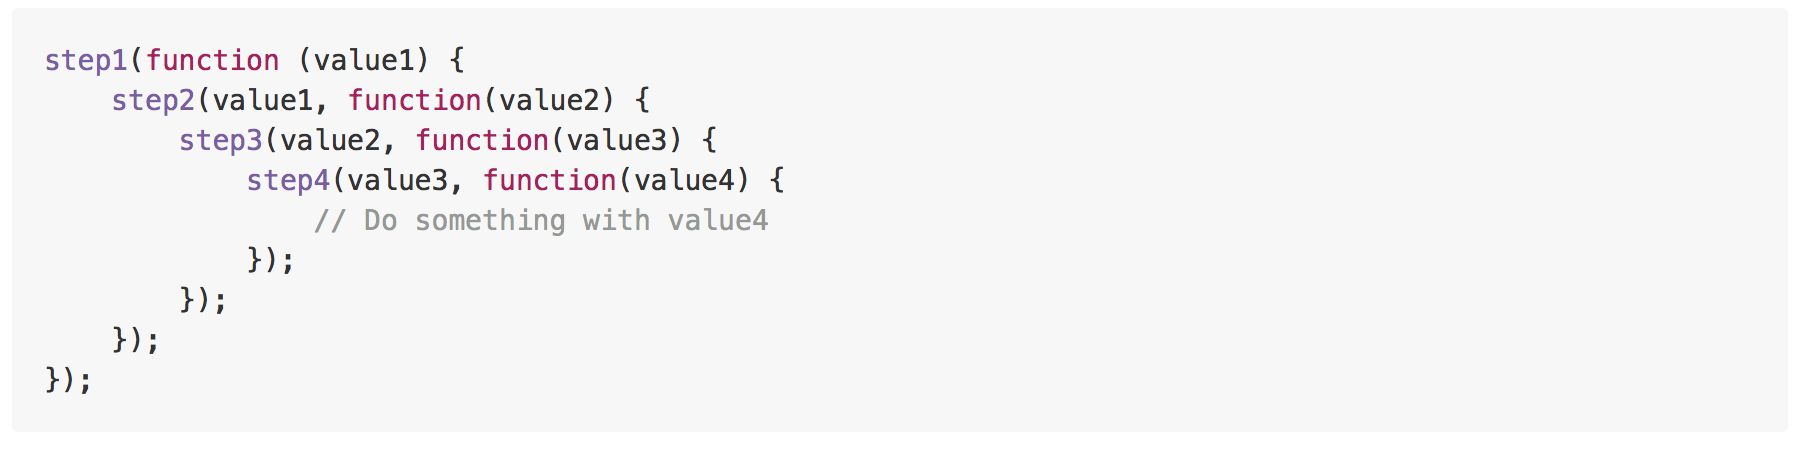 step1(function (value1) {
    step2(value1, function(value2) {
        step3(value2, function(value3) {
            step4(value3, function(value4) {
                // Do something with value4
            });
        });
    });
});